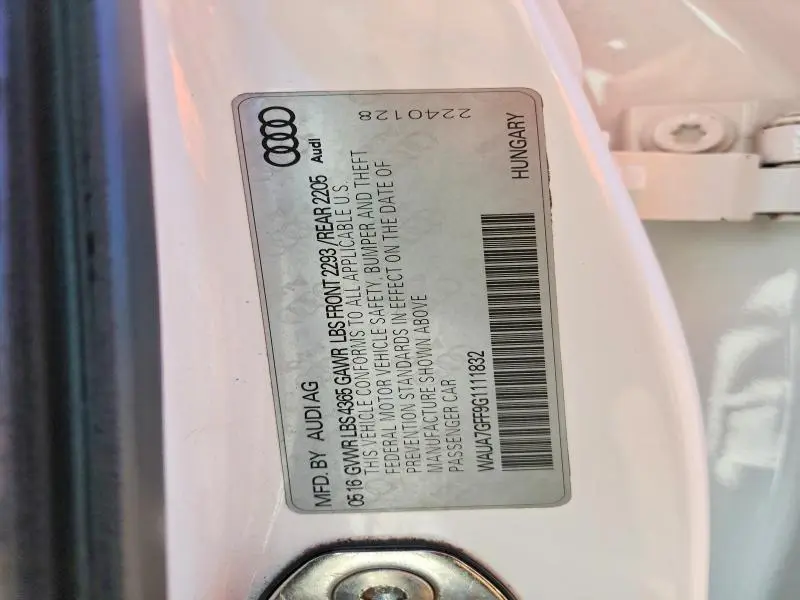 MFD. BY AUDI AG
Audi
0516 GVWR LBS 4365 GAWR LBS FRONT 2293 /REAR 2205
THIS VEHICLE CONFORMS TO ALL APPLICABLE U.S.
FEDERAL MOTOR VEHICLE SAFETY, BUMPER AND THEFT
PREVENTION STANDARDS IN EFFECT ON THE DATE OF
MANUFACTURE SHOWN ABOVE
PASSENGER CAR
2240128
WAUA7GFF9G1111832
HUNGARY